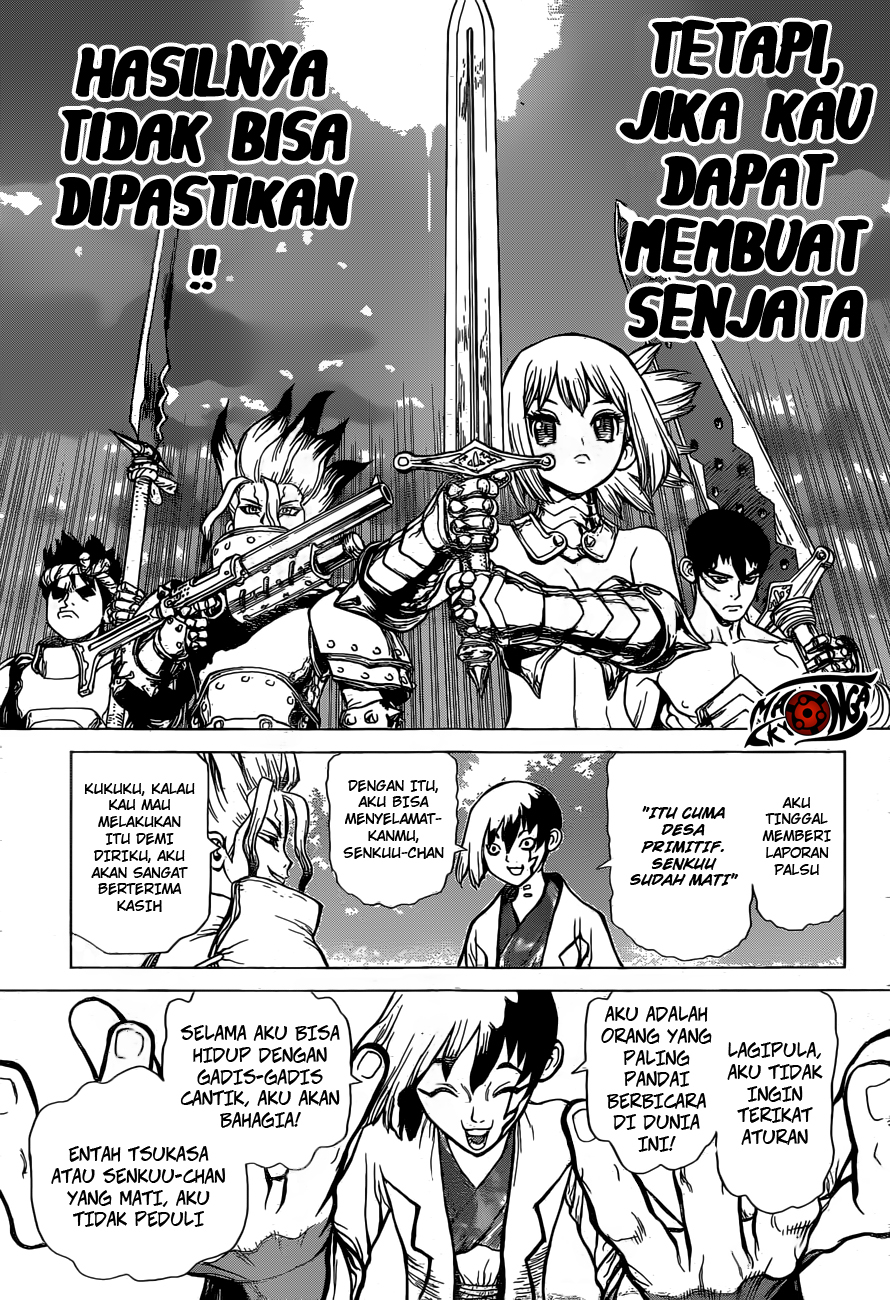 TETAPI,
JIKA KAU
DAPAT
MEMBUAT
SENJATA
HASILNYA
TIDAK BISA
DIPASTIKAN
!!
MANGA
KYO
AKU
TINGGAL
MEMBERI
LAPORAN
PALSU
"ITU CUMA
DESA
PRIMITIF.
SENKUU
SUDAH MATI"
DENGAN ITU,
AKU BISA
MENYELAMAT-
KANMU,
SENKUU-CHAN
KUKUKU, KALAU
KAU MAU
MELAKUKAN
ITU DEMI
DIRIKU, AKU
AKAN SANGAT
BERTERIMA
KASIH
LAGIPULA,
AKU TIDAK
INGIN
TERIKAT
ATURAN
AKU ADALAH
ORANG YANG
PALING
PANDAI
BERBICARA
DI DUNIA
INI!
SELAMA AKU BISA
HIDUP DENGAN
GADIS-GADIS
CANTIK, AKU AKAN
BAHAGIA!
ENTAH TSUKASA
ATAU SENKUU-CHAN
YANG MATI, AKU
TIDAK PEDULI